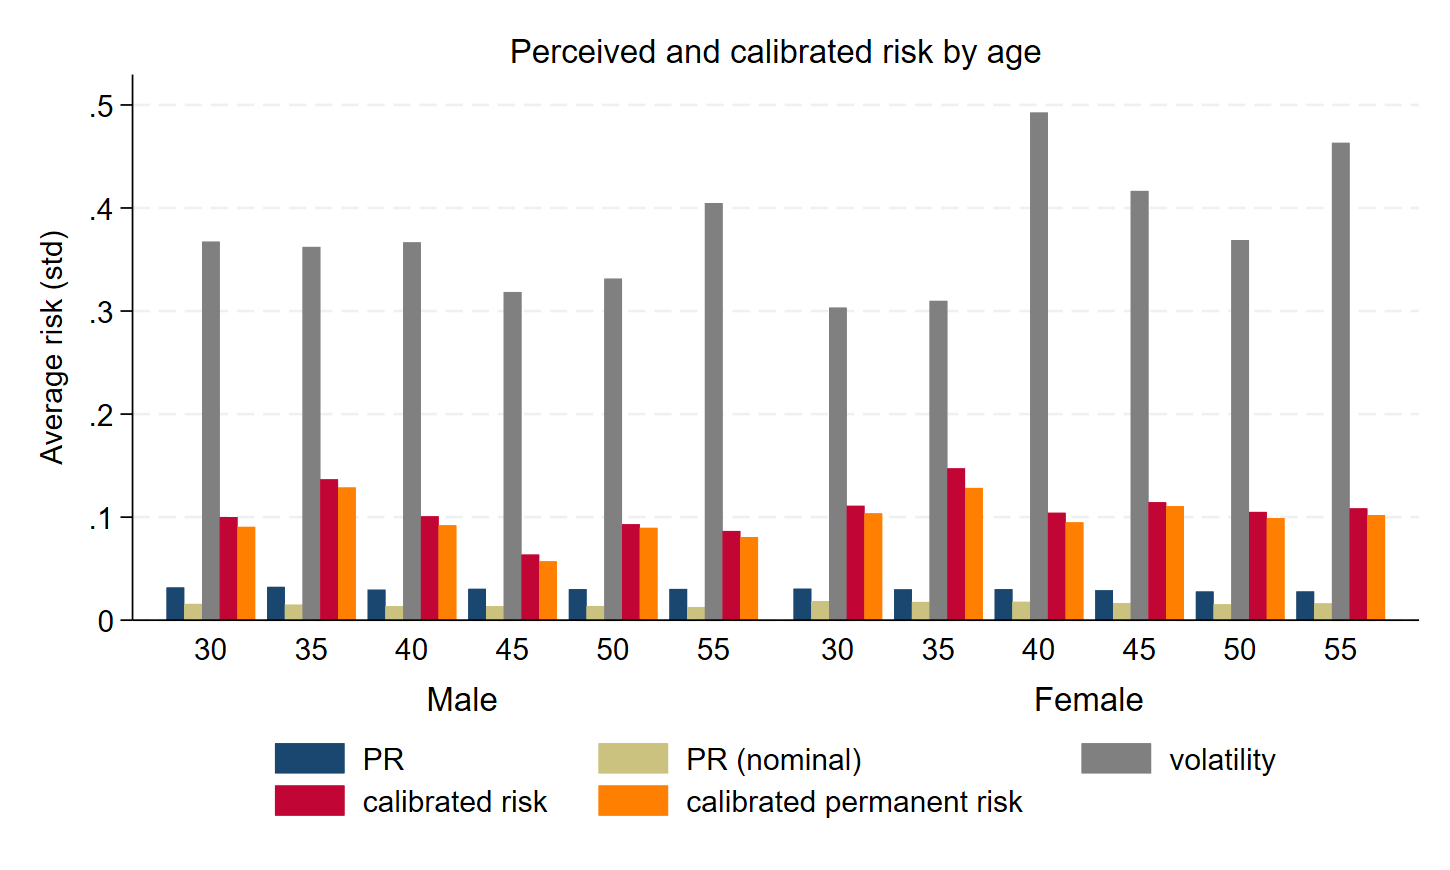 Perceived and calibrated risk by age
Average risk (std)
.5
.4
.3
.2
.1
0
30 35 40 45 50 55 30 35 40 45 50 55
Male Female
PR PR (nominal) volatility
calibrated risk calibrated permanent risk